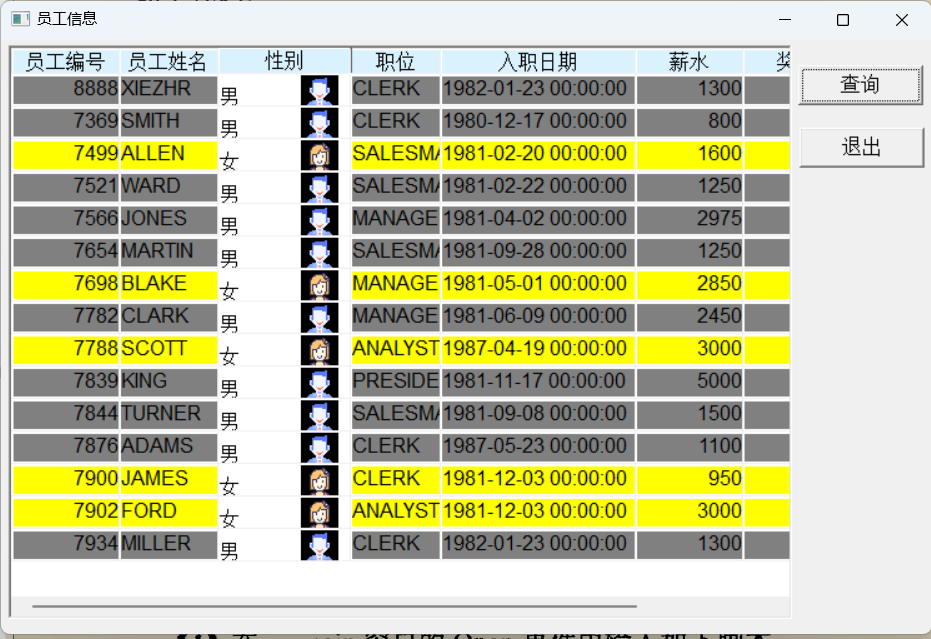 员工信息
员工编号 员工姓名 性别 职位 入职日期 薪水
8888 XIEZHR 男 CLERK 1982-01-23 00:00:00 1300
7369 SMITH 男 CLERK 1980-12-17 00:00:00 800
7499 ALLEN 女 SALESMA 1981-02-20 00:00:00 1600
7521 WARD 男 SALESMA 1981-02-22 00:00:00 1250
7566 JONES 男 MANAGE 1981-04-02 00:00:00 2975
7654 MARTIN 男 SALESMA 1981-09-28 00:00:00 1250
7698 BLAKE 女 MANAGE 1981-05-01 00:00:00 2850
7782 CLARK 男 MANAGE 1981-06-09 00:00:00 2450
7788 SCOTT 女 ANALYST 1987-04-19 00:00:00 3000
7839 KING 男 PRESIDE 1981-11-17 00:00:00 5000
7844 TURNER 男 SALESMA 1981-09-08 00:00:00 1500
7876 ADAMS 男 CLERK 1987-05-23 00:00:00 1100
7900 JAMES 女 CLERK 1981-12-03 00:00:00 950
7902 FORD 女 ANALYST 1981-12-03 00:00:00 3000
7934 MILLER 男 CLERK 1982-01-23 00:00:00 1300
查询
退出